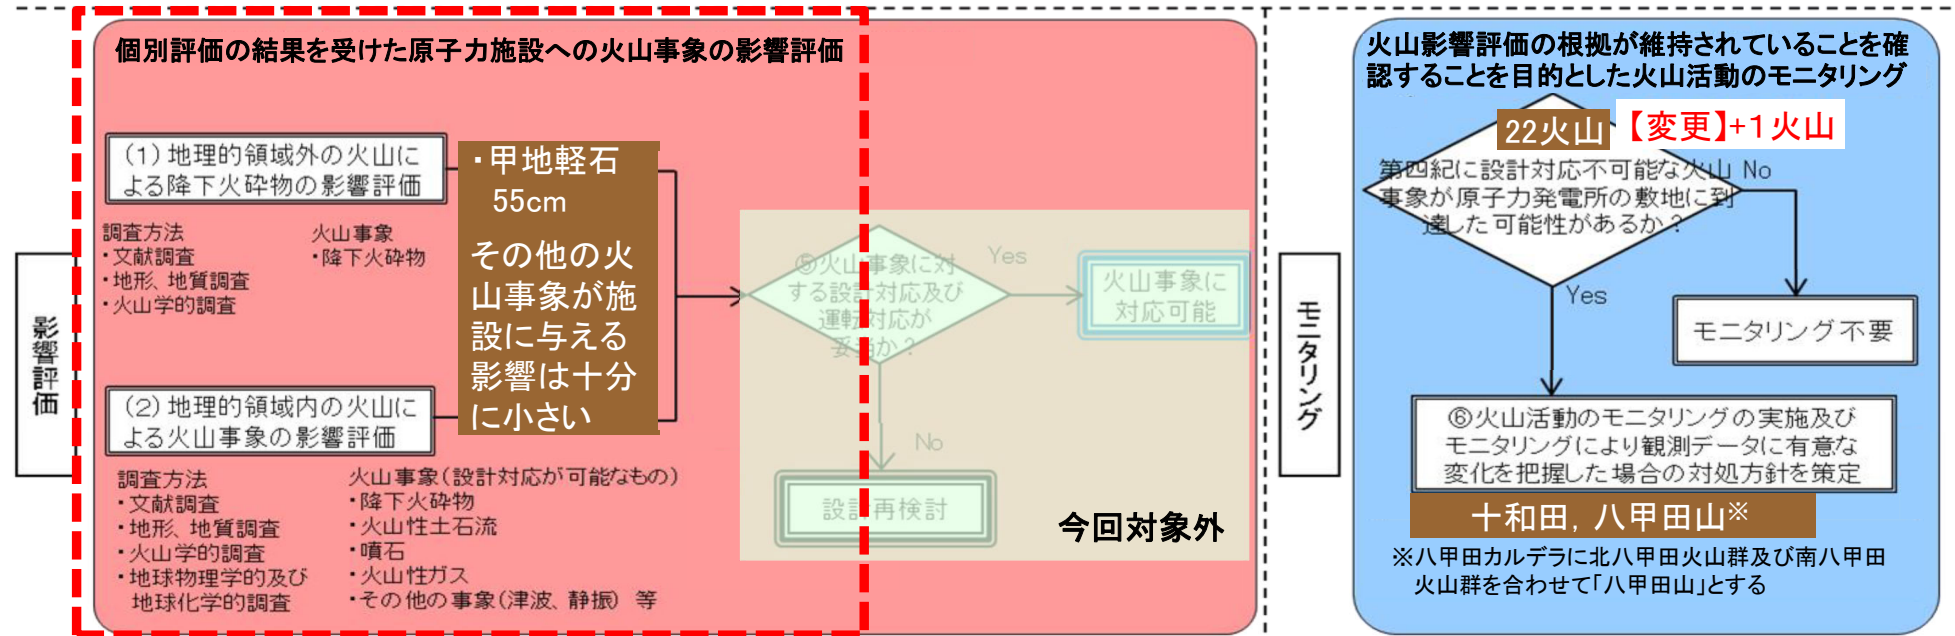 影響評価
個別評価の結果を受けた原子力施設への火山事象の影響評価
(1)地理的領域外の火山に
よる降下火砕物の影響評価
調査方法
・文献調査
・地形、地質調査
・火山学的調査
火山事象
・降下火砕物
・甲地軽石
55cm
その他の火
山事象が施
設に与える
影響は十分
に小さい
(2)地理的領域内の火山に
よる火山事象の影響評価
調査方法
・文献調査
・地形、地質調査
・火山学的調査
・地球物理学的及び
地球化学的調査
火山事象(設計対応が可能なもの)
・降下火砕物
・火山性土石流
・噴石
・火山性ガス
・その他の事象(津波、静振) 等
⑤火山事象に対
する設計対応及び
運転対応が
妥当か?
Yes
火山事象に
対応可能
No
設計再検討
今回対象外
モニタリング
火山影響評価の根拠が維持されていることを確
認することを目的とした火山活動のモニタリング
22火山
【変更】+1火山
第四紀に設計対応不可能な火山
事象が原子力発電所の敷地に到
達した可能性があるか?
No
Yes
モニタリング不要
⑥火山活動のモニタリングの実施及び
モニタリングにより観測データに有意な
変化を把握した場合の対処方針を策定
十和田，八甲田山※
※八甲田カルデラに北八甲田火山群及び南八甲田
火山群を合わせて「八甲田山」とする